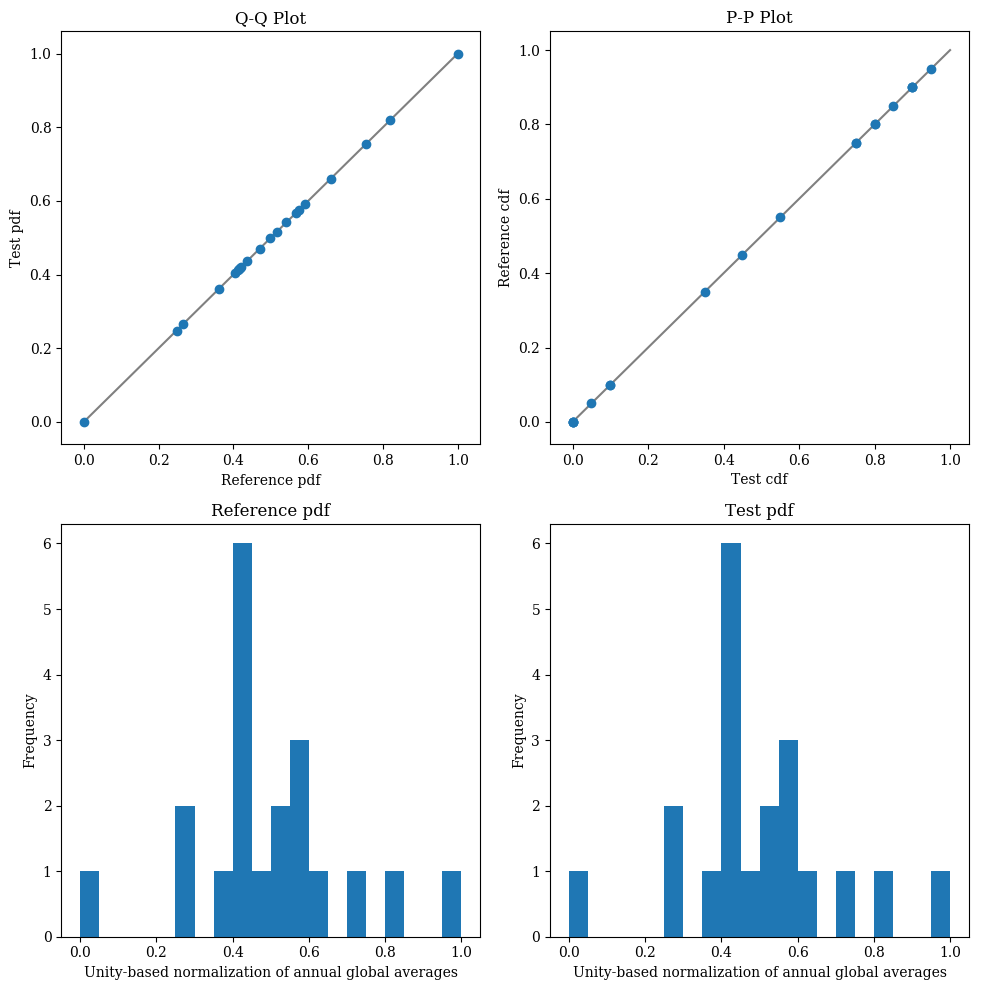 Q-Q Plot
1.0
0.8
0.6
0.4
0.2
0.0
Test pdf
0.0 0.2 0.4 0.6 0.8 1.0
Reference pdf
P-P Plot
1.0
0.8
0.6
0.4
0.2
0.0
Reference cdf
0.0 0.2 0.4 0.6 0.8 1.0
Test cdf
Reference pdf
6
5
4
3
2
1
0
Frequency
0.0 0.2 0.4 0.6 0.8 1.0
Unity-based normalization of annual global averages
Test pdf
6
5
4
3
2
1
0
Frequency
0.0 0.2 0.4 0.6 0.8 1.0
Unity-based normalization of annual global averages